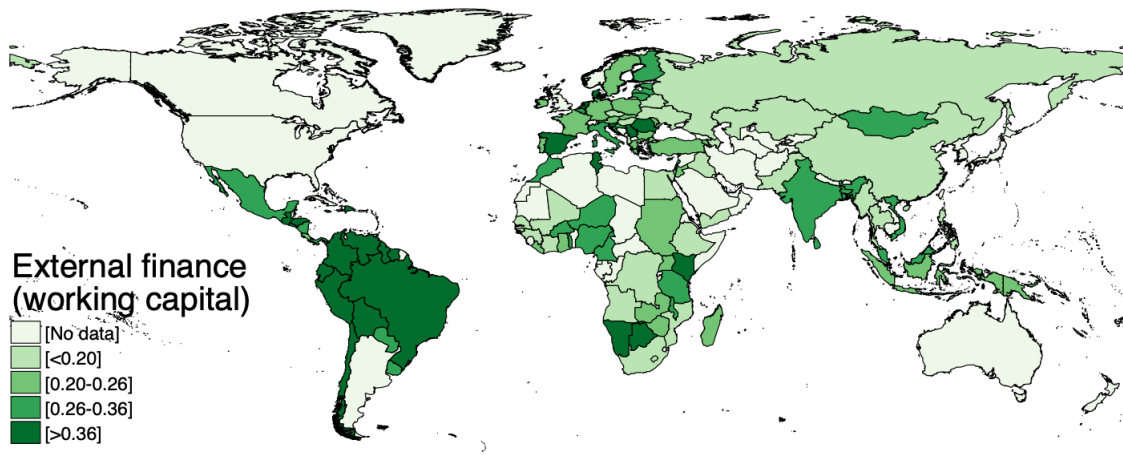 External finance
(working capital)
[No data]
[<0.20]
[0.20-0.26]
[0.26-0.36]
[>0.36]